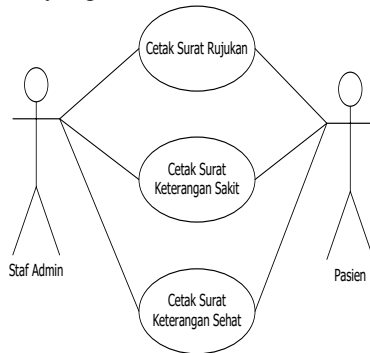 Cetak Surat Rujukan
Cetak Surat
Keterangan Sakit
Staf Admin
Pasien
Cetak Surat
Keterangan Sehat